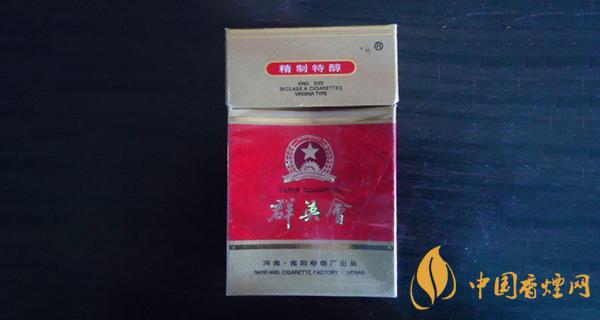 ®
精制特醇
KING SIZE
20 CLASS A CIGARETTES
VIRGINIA TYPE
FILTER CIGARETTES
群英會
河南·南阳卷烟厂出品
NANYANG CIGARETTE FACTORY - HENAN
中国香烟网